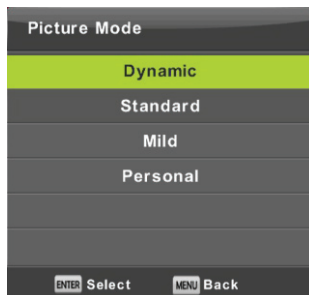 Picture Mode
Dynamic
Standard
Mild
Personal
ENTER Select MENU Back